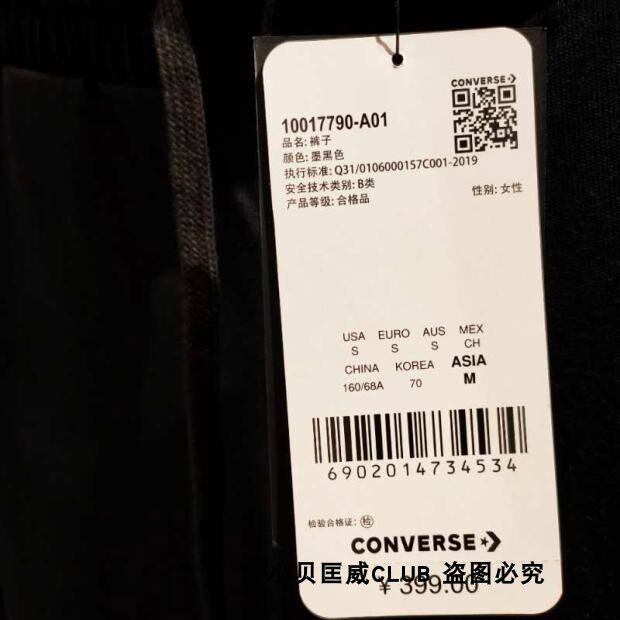 CONVERSE
10017790-A01
品名: 裤子
颜色: 墨黑色
执行标准: Q31/0106000157C001-2019
安全技术类别: B类
产品等级: 合格品
性别: 女性
USA EURO AUS MEX
S S S CH
CHINA KOREA ASIA
160/68A 70 M
6902014734534
检验合格证: 检
CONVERSE
小贝匡威CLUB 盗图必究
¥ 399.00